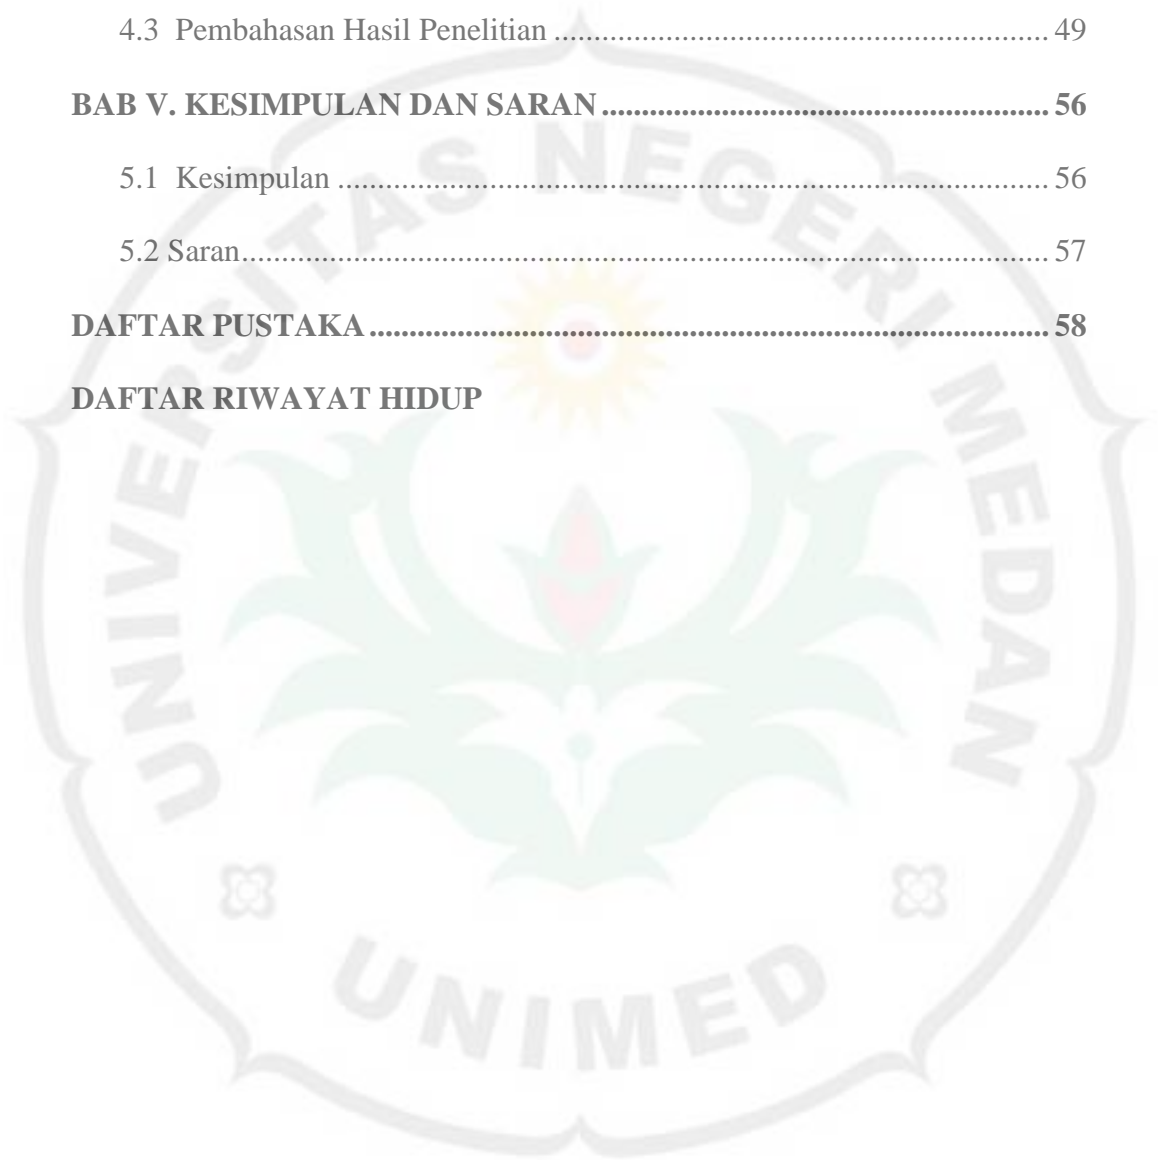 4.3 Pembahasan Hasil Penelitian ............................................................... 49
BAB V. KESIMPULAN DAN SARAN ........................................................ 56
5.1 Kesimpulan .......................................................................................... 56
5.2 Saran...................................................................................................... 57
DAFTAR PUSTAKA ..................................................................................... 58
DAFTAR RIWAYAT HIDUP
UNIVERSITAS NEGERI MEDAN
UNIMED